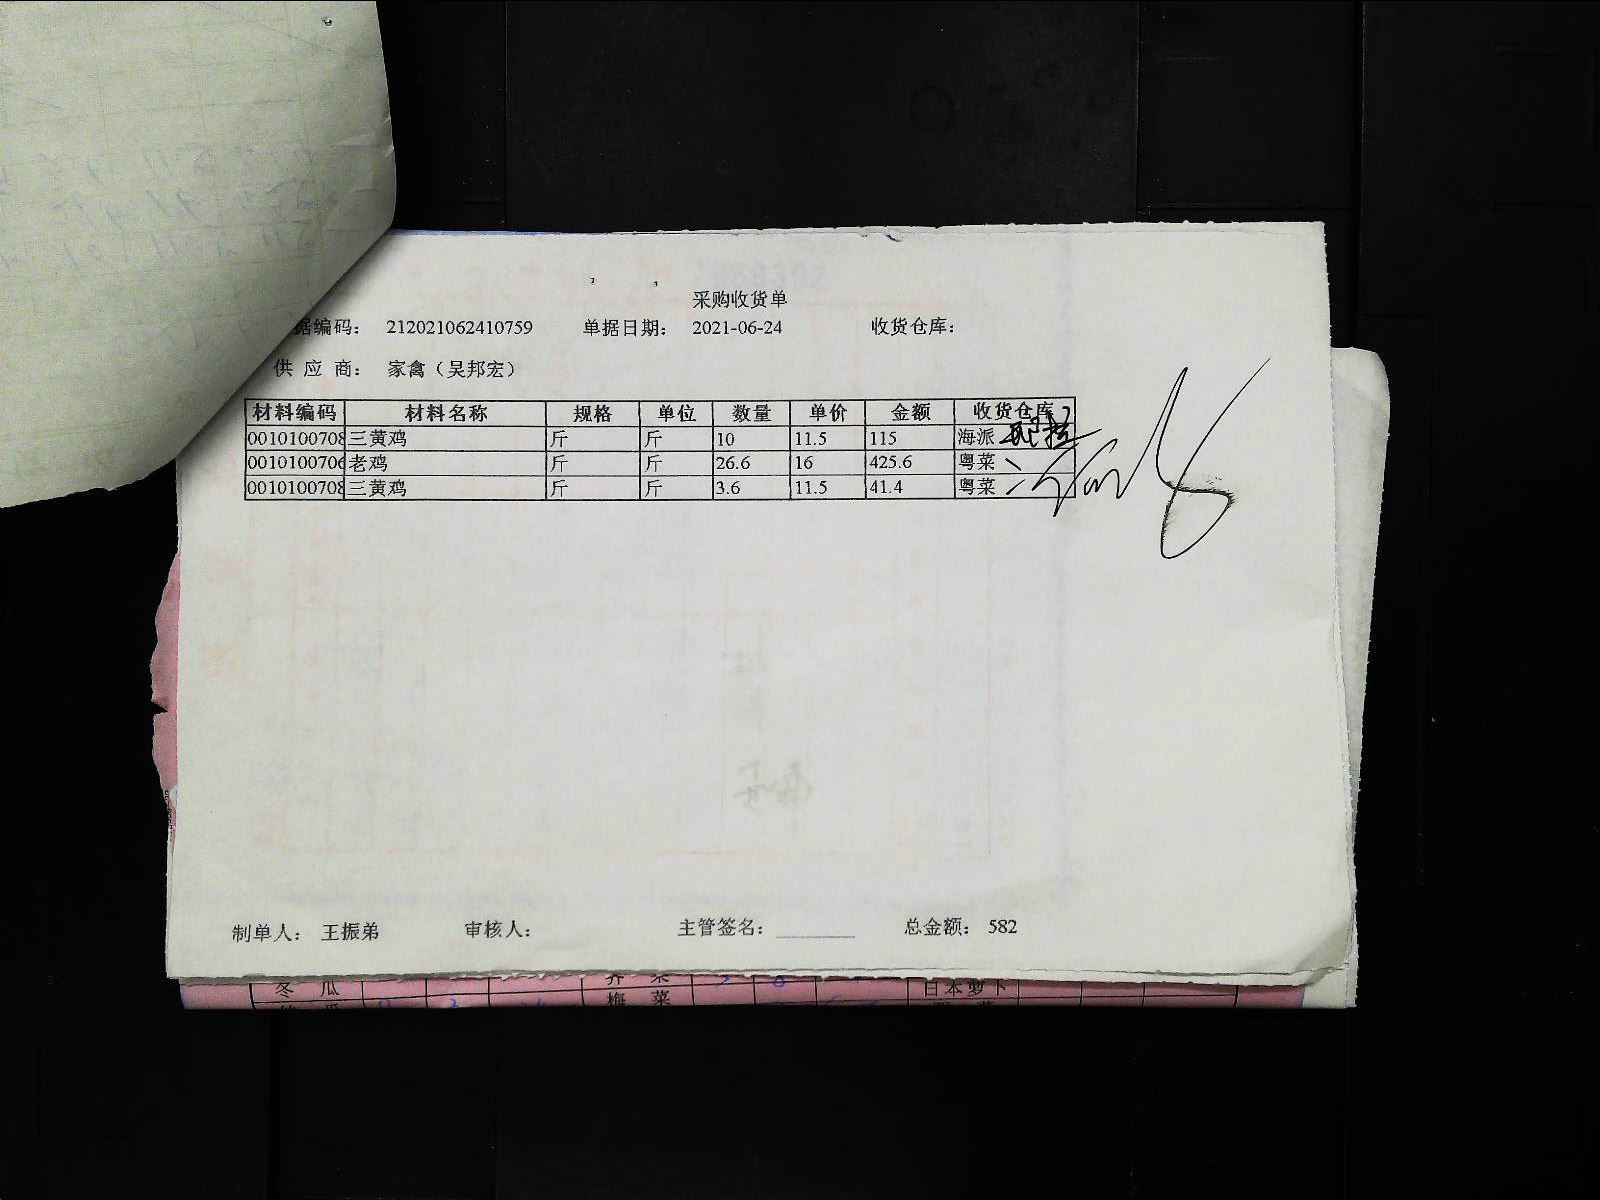 采购收货单
据编码： 212021062410759 单据日期： 2021-06-24 收货仓库：
供 应 商： 家禽（吴邦宏）
材料编码 材料名称 规格 单位 数量 单价 金额 收货仓库
0010100708 三黄鸡 斤 斤 10 11.5 115 海派
0010100706 老鸡 斤 斤 26.6 16 425.6 粤菜
0010100708 三黄鸡 斤 斤 3.6 11.5 41.4 粤菜
制单人： 王振弟 审核人： 主管签名： 总金额： 582
冬 瓜 日本萝卜
梅 菜